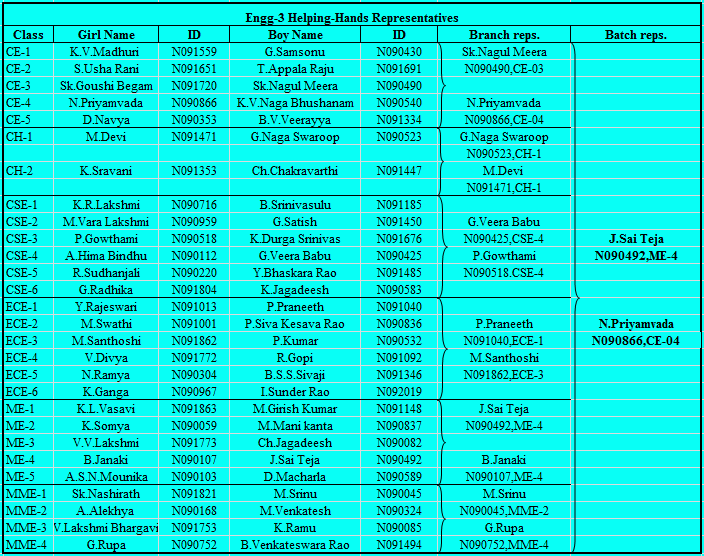 Engg-3 Helping-Hands Representatives
Class Girl Name ID Boy Name ID Branch reps. Batch reps.
CE-1 K.V.Madhuri N091559 G.Samsonu N090430 Sk.Nagul Meera
CE-2 S.Usha Rani N091651 T.Appala Raju N091691 N090490,CE-03
CE-3 Sk.Goushi Begam N091720 Sk.Nagul Meera N090490
CE-4 N.Priyamvada N090866 K.V.Naga Bhushanam N090540 N.Priyamvada
CE-5 D.Navya N090353 B.V.Veerayya N091334 N090866,CE-04
CH-1 M.Devi N091471 G.Naga Swaroop N090523 G.Naga Swaroop
N090523,CH-1
CH-2 K.Sravani N091353 Ch.Chakravarthi N091447 M.Devi
N091471,CH-1
CSE-1 K.R.Lakshmi N090716 B.Srinivasulu N091185
CSE-2 M.Vara Lakshmi N090959 G.Satish N091450 G.Veera Babu
CSE-3 P.Gowthami N090518 K.Durga Srinivas N091676 N090425,CSE-4 J.Sai Teja
CSE-4 A.Hima Bindhu N090112 G.Veera Babu N090425 P.Gowthami N090492,ME-4
CSE-5 R.Sudhanjali N090220 Y.Bhaskara Rao N091485 N090518.CSE-4
CSE-6 G.Radhika N091804 K.Jagadeesh N090583
ECE-1 Y.Rajeswari N091013 P.Praneeth N091040
ECE-2 M.Swathi N091001 P.Siva Kesava Rao N090836 P.Praneeth N.Priyamvada
ECE-3 M.Santhoshi N091862 P.Kumar N090532 N091040,ECE-1 N090866,CE-04
ECE-4 V.Divya N091772 R.Gopi N091092 M.Santhoshi
ECE-5 N.Ramya N090304 B.S.S.Sivaji N091346 N091862,ECE-3
ECE-6 K.Ganga N090967 I.Sunder Rao N092019
ME-1 K.L.Vasavi N091863 M.Girish Kumar N091148 J.Sai Teja
ME-2 K.Somya N090059 M.Mani kanta N090837 N090492,ME-4
ME-3 V.V.Lakshmi N091773 Ch.Jagadeesh N090082
ME-4 B.Janaki N090107 J.Sai Teja N090492 B.Janaki
ME-5 A.S.N.Mounika N090103 D.Macharla N090589 N090107,ME-4
MME-1 Sk.Nashirath N091821 M.Srinu N090045 M.Srinu
MME-2 A.Alekhya N090168 M.Venkatesh N090324 N090045,MME-2
MME-3 V.Lakshmi Bhargavi N091753 K.Ramu N090085 G.Rupa
MME-4 G.Rupa N090752 B.Venkateswara Rao N091494 N090752,MME-4